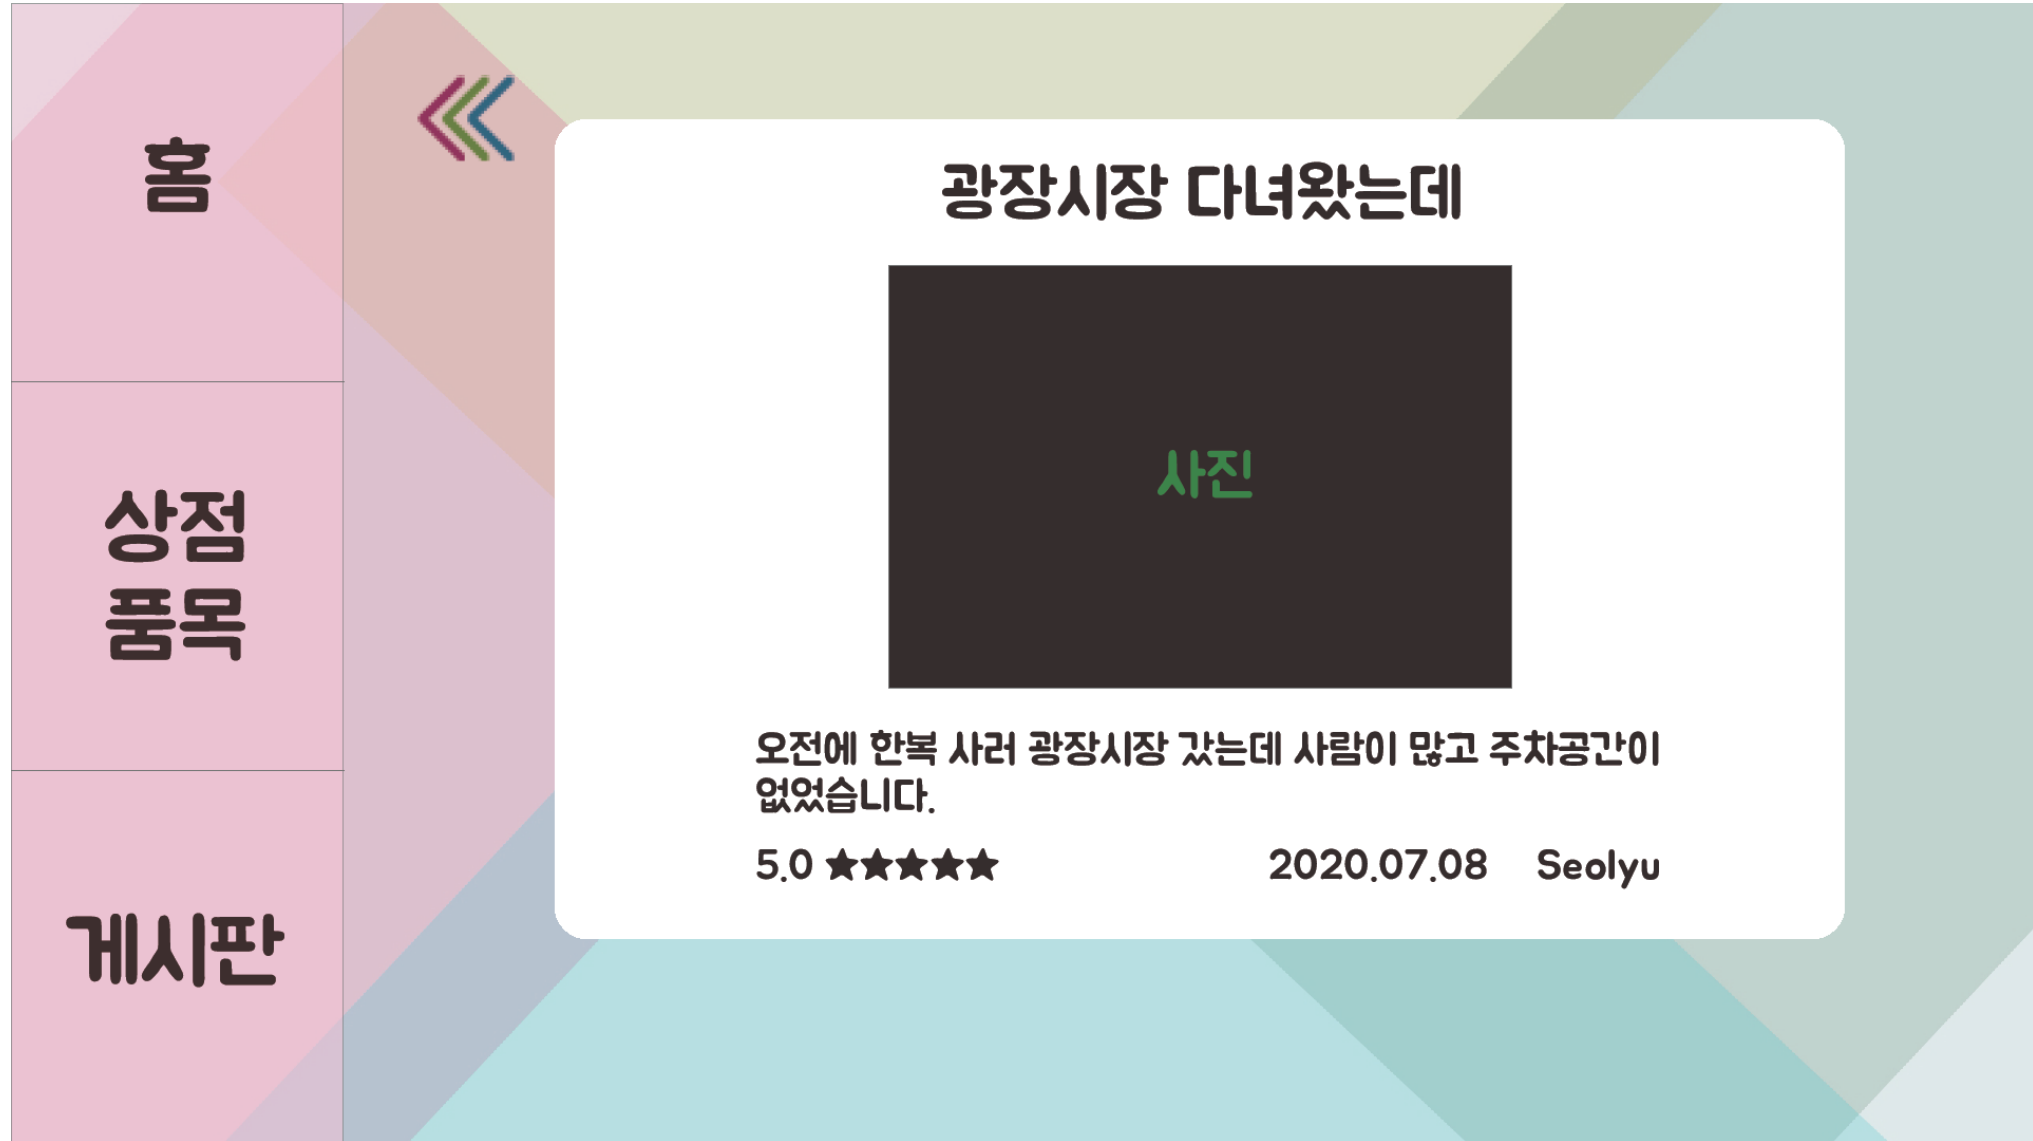 홈
상점
품목
게시판
광장시장 다녀왔는데
사진
오전에 한복 사러 광장시장 갔는데 사람이 많고 주차공간이
없었습니다.
5.0 ★★★★★ 2020.07.08 Seolyu